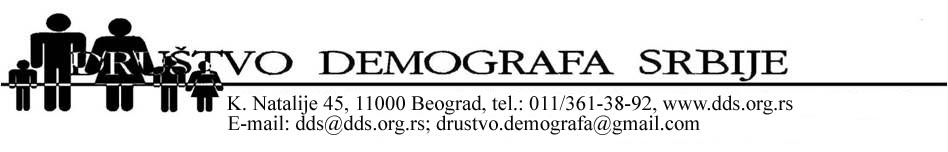 DRUŠTVO DEMOGRAFA SRBIJE
K. Natalije 45, 11000 Beograd, tel.: 011/361-38-92, www.dds.org.rs
E-mail: dds@dds.org.rs; drustvo.demografa@gmail.com